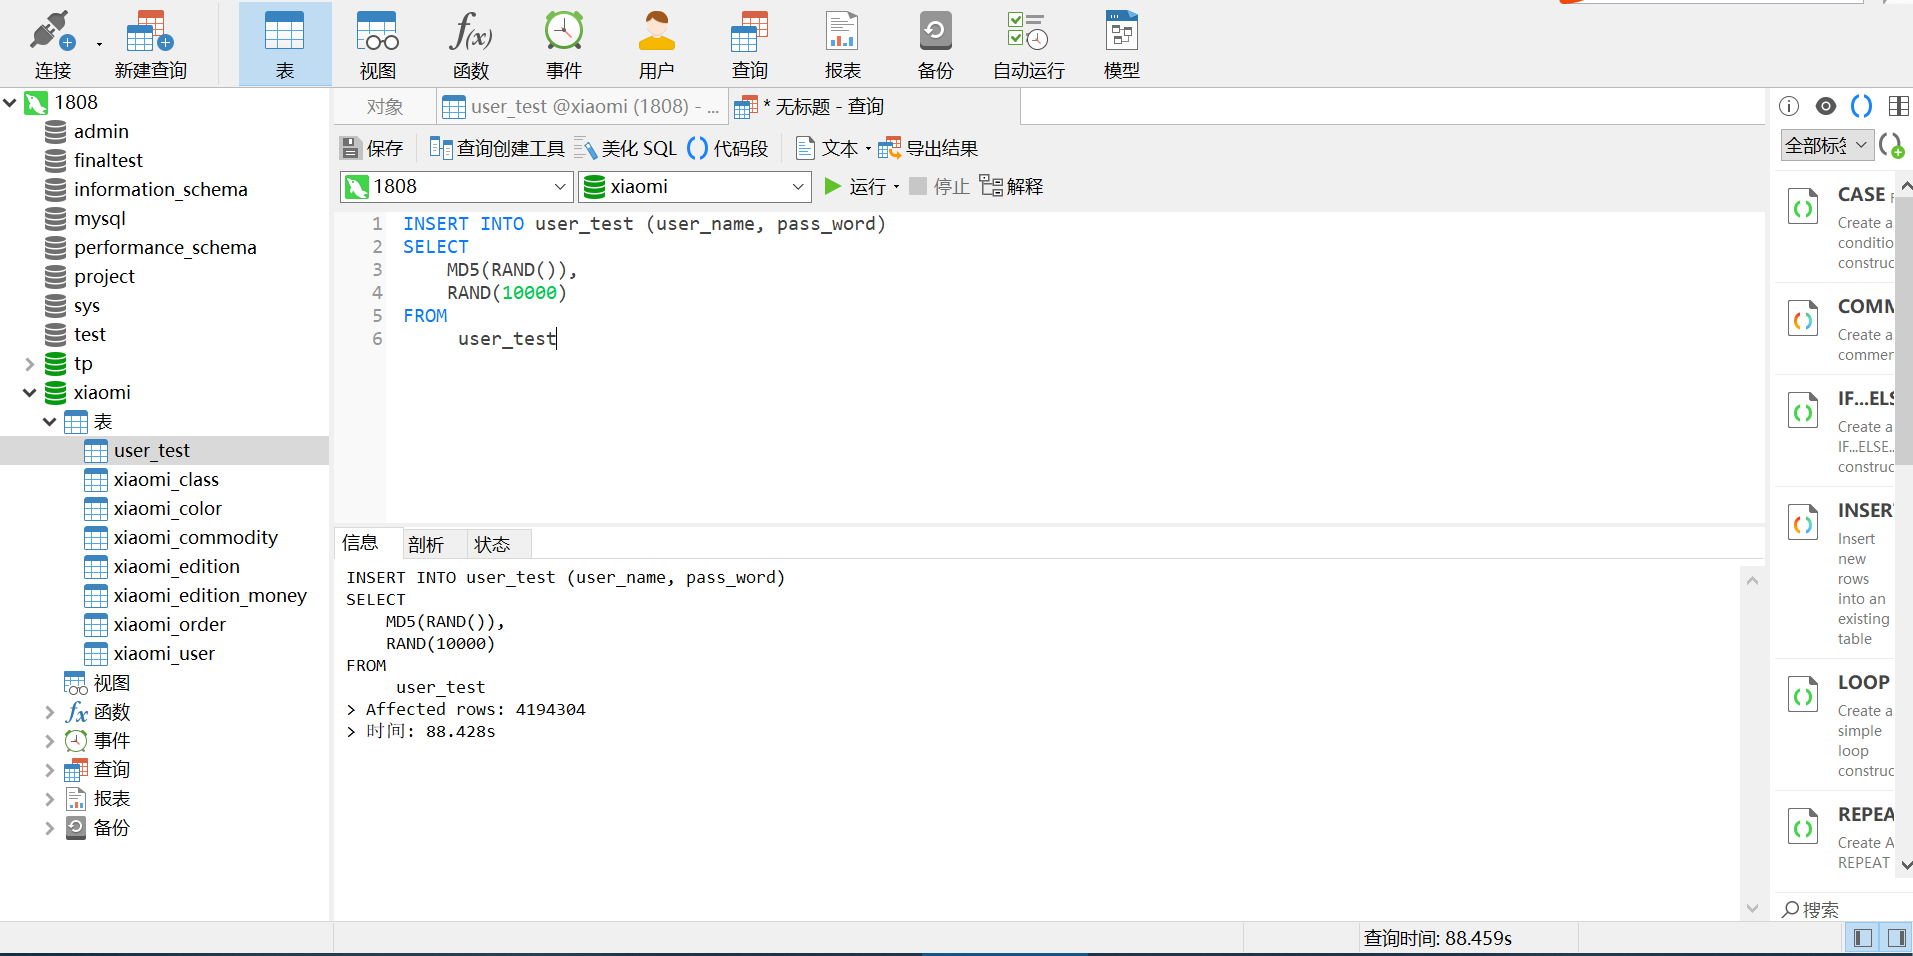 连接 新建查询 表 视图 函数 事件 用户 查询 报表 备份 自动运行 模型
1808
admin
finaltest
information_schema
mysql
performance_schema
project
sys
test
tp
xiaomi
表
user_test
xiaomi_class
xiaomi_color
xiaomi_commodity
xiaomi_edition
xiaomi_edition_money
xiaomi_order
xiaomi_user
视图
函数
事件
查询
报表
备份
对象 user_test @xiaomi (1808) - ... * 无标题 - 查询
保存 查询创建工具 美化 SQL 代码段 文本 导出结果
1808 xiaomi 运行 停止 解释
1 INSERT INTO user_test (user_name, pass_word)
2 SELECT
3 MD5(RAND()),
4 RAND(10000)
5 FROM
6 user_test
信息 剖析 状态
INSERT INTO user_test (user_name, pass_word)
SELECT
MD5(RAND()),
RAND(10000)
FROM
user_test
> Affected rows: 4194304
> 时间: 88.428s
全部标签
CASE
Create a
conditio
construc
COMM
Create a
commer
IF...ELS
Create a
IF...ELSE..
construc
INSER
Insert
new
rows
into an
existing
table
LOOP
Create a
simple
loop
construc
REPEA
Create A
REPEAT
搜索
查询时间: 88.459s